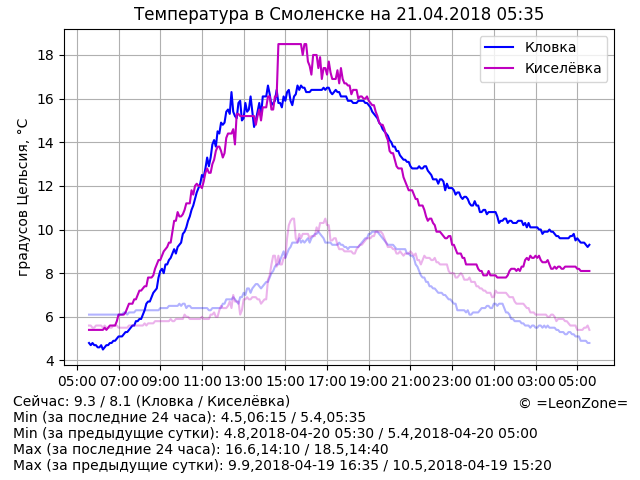 Температура в Смоленске на 21.04.2018 05:35
Кловка
Киселёвка
градусов Цельсия, °C
18
16
14
12
10
8
6
4
05:00 07:00 09:00 11:00 13:00 15:00 17:00 19:00 21:00 23:00 01:00 03:00 05:00
Сейчас: 9.3 / 8.1 (Кловка / Киселёвка)
© =LeonZone=
Min (за последние 24 часа): 4.5,06:15 / 5.4,05:35
Min (за предыдущие сутки): 4.8,2018-04-20 05:30 / 5.4,2018-04-20 05:00
Max (за последние 24 часа): 16.6,14:10 / 18.5,14:40
Max (за предыдущие сутки): 9.9,2018-04-19 16:35 / 10.5,2018-04-19 15:20